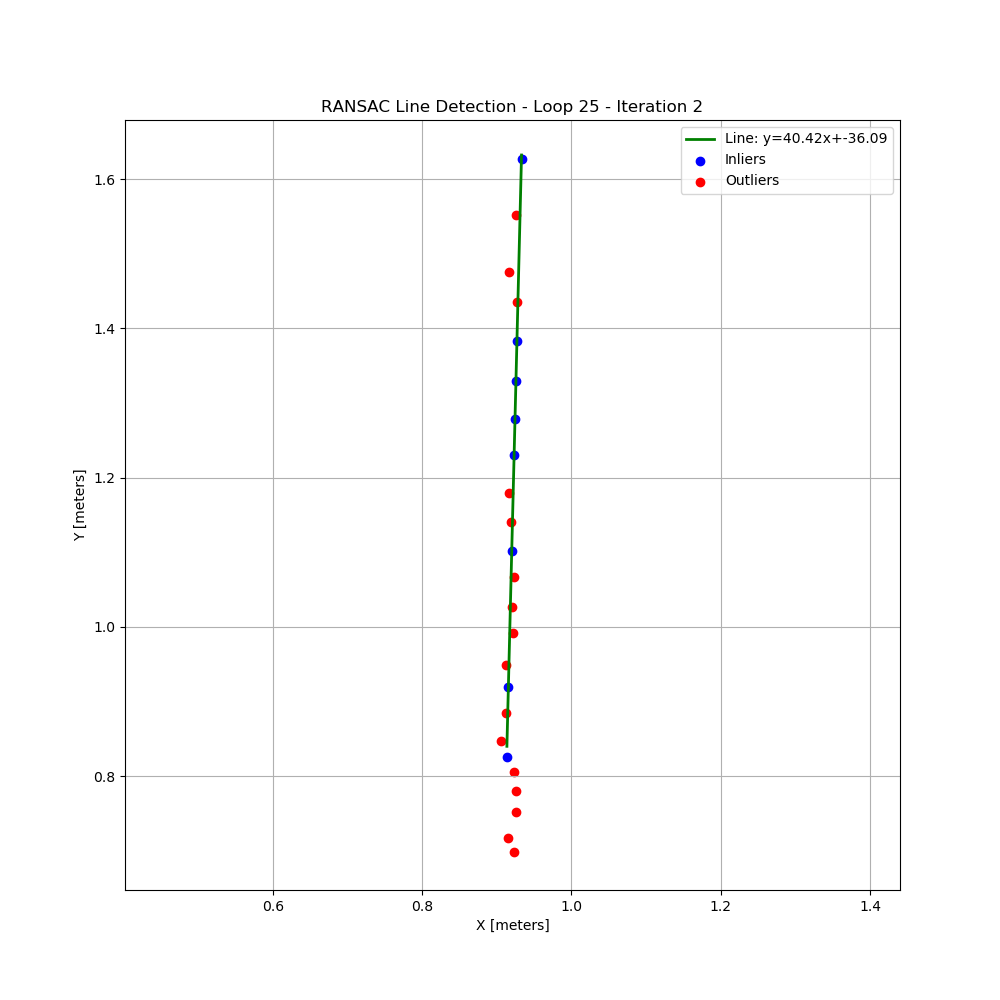 RANSAC Line Detection - Loop 25 - Iteration 2
Line: y=40.42x+-36.09
Inliers
Outliers
1.6
1.4
1.2
1.0
0.8
Y [meters]
0.6 0.8 1.0 1.2 1.4
X [meters]